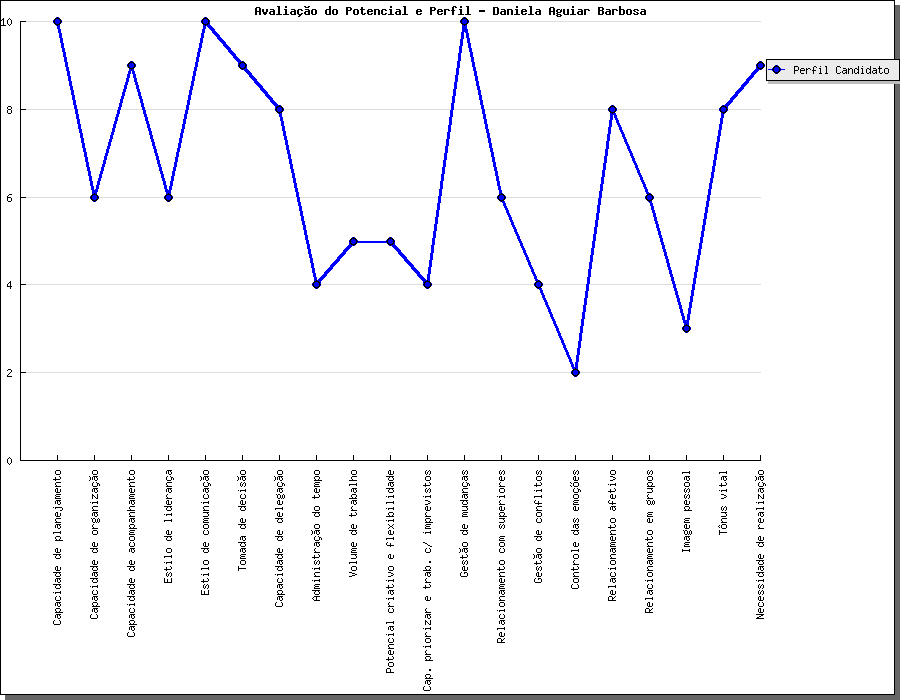 Avaliação do Potencial e Perfil - Daniela Aguiar Barbosa
10
8
6
4
2
0
Perfil Candidato
Capacidade de planejamento
Capacidade de organização
Capacidade de acompanhamento
Estilo de liderança
Estilo de comunicação
Tomada de decisão
Capacidade de delegação
Administração do tempo
Volume de trabalho
Potencial criativo e flexibilidade
Cap. priorizar e trab. c/ imprevistos
Gestão de mudanças
Relacionamento com superiores
Gestão de conflitos
Controle das emoções
Relacionamento afetivo
Relacionamento em grupos
Imagem pessoal
Tônus vital
Necessidade de realização